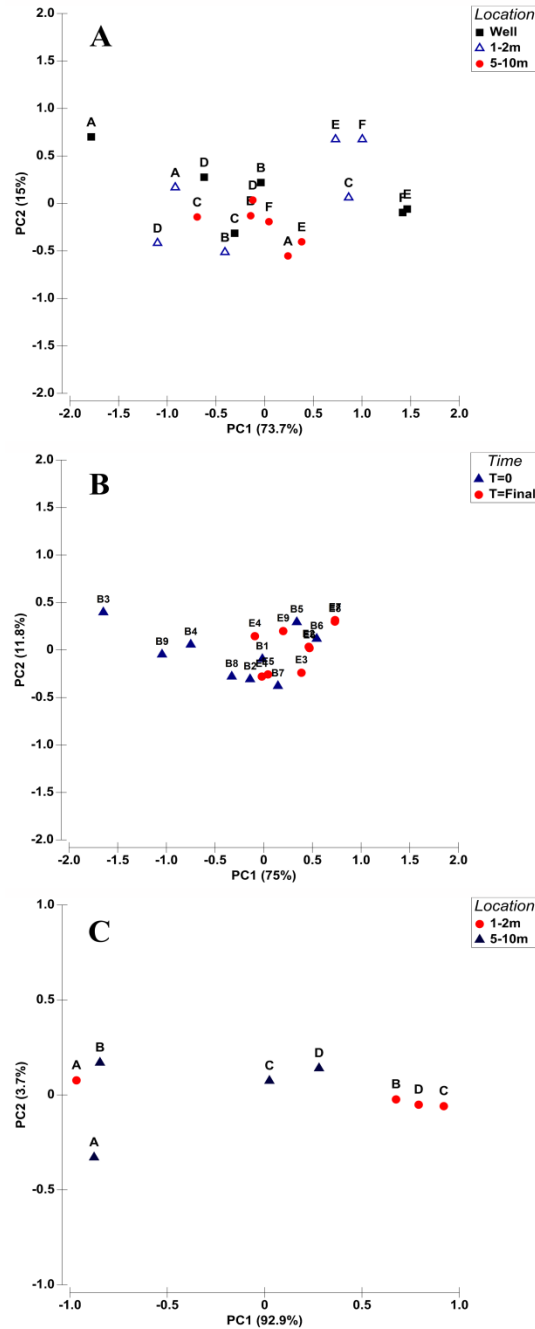 Location
Well
1-2m
5-10m
A
2.0
1.5
1.0
0.5
0
-0.5
-1.0
-1.5
-2.0
PC2 (15%)
A
E F
A D B
D C
C F E
F
D B C A E
-2.0 -1.5 -1.0 -0.5 0 0.5 1.0 1.5 2.0
PC1 (73.7%)
Time
T=0
T=Final
B
2.0
1.5
1.0
0.5
0
-0.5
-1.0
-1.5
-2.0
PC2 (11.8%)
B3
E4 E9 B5
B6
B9 B4 B1
B8 B2 E5 B7 E3
-2.0 -1.5 -1.0 -0.5 0 0.5 1.0 1.5 2.0
PC1 (75%)
Location
1-2m
5-10m
C
1.0
0.5
0
-0.5
-1.0
PC2 (3.7%)
B
A C D
B D C
A
-1.0 -0.5 0 0.5 1.0
PC1 (92.9%)